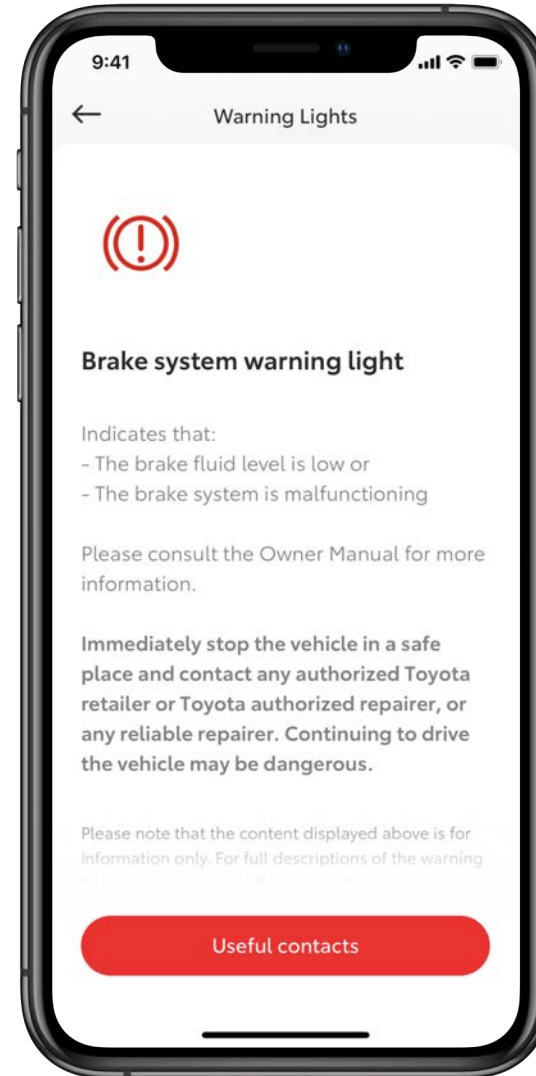 9:41
Warning Lights
Brake system warning light
Indicates that:
- The brake fluid level is low or
- The brake system is malfunctioning
Please consult the Owner Manual for more
information.
Immediately stop the vehicle in a safe
place and contact any authorized Toyota
retailer or Toyota authorized repairer, or
any reliable repairer. Continuing to drive
the vehicle may be dangerous.
Please note that the content displayed above is for
information only. For full descriptions of the warning
Useful contacts